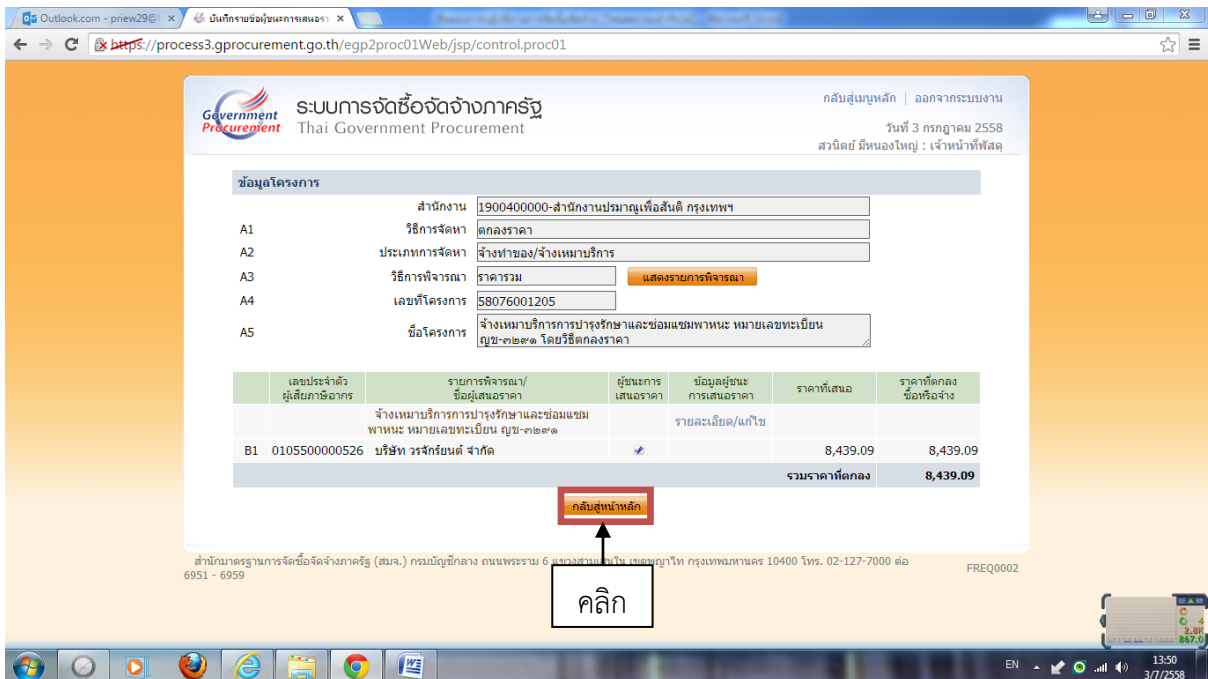 Outlook.com - priew29@
บันทึกรายชื่อผู้ชนะการเสนอรา
https://process3.gprocurement.go.th/egp2proc01Web/jsp/control.proc01
Government
Procurement
ระบบการจัดซื้อจัดจ้างภาครัฐ
Thai Government Procurement
กลับสู่เมนูหลัก | ออกจากระบบงาน
วันที่ 3 กรกฎาคม 2558
สวนิตย์ มีหนองใหญ่ : เจ้าหน้าที่พัสดุ
ข้อมูลโครงการ
สำนักงาน 1900400000-สำนักงานปรมาณูเพื่อสันติ กรุงเทพฯ
A1 วิธีการจัดหา ตกลงราคา
A2 ประเภทการจัดหา จ้างทำของ/จ้างเหมาบริการ
A3 วิธีการพิจารณา ราคารวม แสดงรายการพิจารณา
A4 เลขที่โครงการ 58076001205
A5 ชื่อโครงการ จ้างเหมาบริการการบำรุงรักษาและซ่อมแซมพาหนะ หมายเลขทะเบียน
ญข-๓๒๙๑ โดยวิธีตกลงราคา
เลขประจำตัว
ผู้เสียภาษีอากร
รายการพิจารณา/
ชื่อผู้เสนอราคา
ผู้ชนะการ
เสนอราคา
ข้อมูลผู้ชนะ
การเสนอราคา
ราคาที่เสนอ
ราคาที่ตกลง
ซื้อหรือจ้าง
จ้างเหมาบริการการบำรุงรักษาและซ่อมแซม
พาหนะ หมายเลขทะเบียน ญข-๓๒๙๑
รายละเอียด/แก้ไข
B1 0105500000526 บริษัท วรจักร์ยนต์ จำกัด 8,439.09 8,439.09
รวมราคาที่ตกลง 8,439.09
กลับสู่หน้าหลัก
สำนักมาตรฐานการจัดซื้อจัดจ้างภาครัฐ (สมจ.) กรมบัญชีกลาง ถนนพระราม 6 แขวงสามเสนใน เขตพญาไท กรุงเทพมหานคร 10400 โทร. 02-127-7000 ต่อ
6951 - 6959
FREQ0002
คลิก
4
2.8K
867.0
EN
13:50
3/7/2558